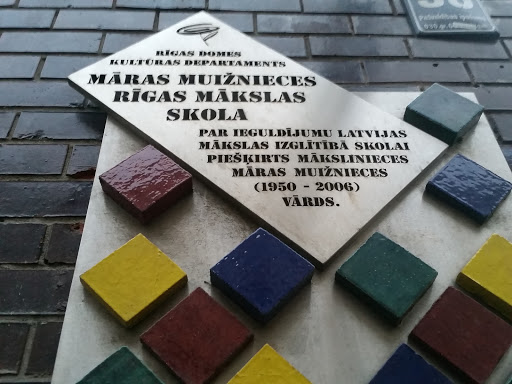 RĪGAS DOMES
KULTŪRAS DEPARTAMENTS
MĀRAS MUIŽNIECES
RĪGAS MĀKSLAS
SKOLA
PAR IEGULDĪJUMU LATVIJAS
MĀKSLAS IZGLĪTĪBĀ SKOLAI
PIEŠĶIRTS MĀKSLINIECES
MĀRAS MUIŽNIECES
(1950 - 2006)
VĀRDS.